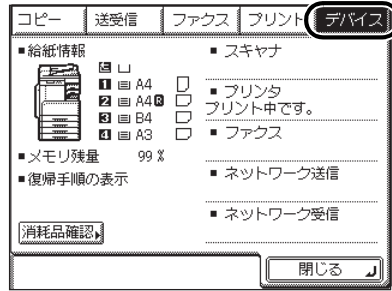 コピー
送受信
ファクス
プリント
デバイス
■ 給紙情報
1 A4
2 A4R
3 B4
4 A3
■ メモリ残量 99 %
■ 復帰手順の表示
消耗品確認
■ スキャナ
■ プリンタ
プリント中です。
■ ファクス
■ ネットワーク送信
■ ネットワーク受信
閉じる